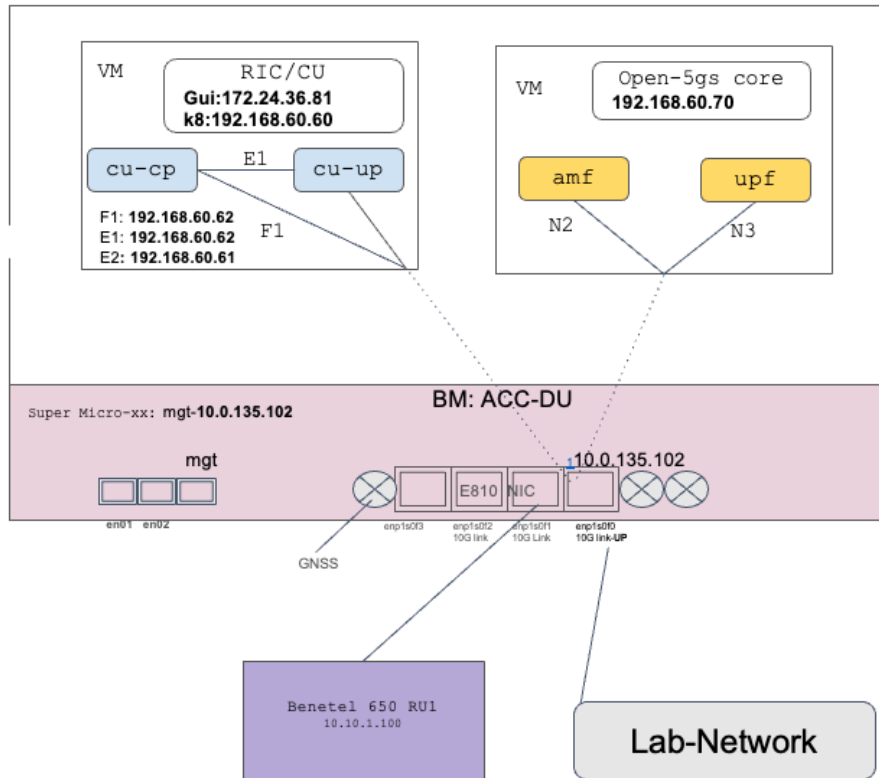 VM
RIC/CU
Gui:172.24.36.81
k8:192.168.60.60
cu-cp
E1
cu-up
F1: 192.168.60.62
E1: 192.168.60.62
E2: 192.168.60.61
F1
VM
Open-5gs core
192.168.60.70
amf
upf
N2
N3
BM: ACC-DU
Super Micro-xx: mgt-10.0.135.102
mgt
en01
en02
110.0.135.102
E810 NIC
enp1s0f3
enp1s0f2
10G link
enp1s0f1
10G Link
enp1s0f0
10G link-UP
GNSS
Benetel 650 RU1
10.10.1.100
Lab-Network